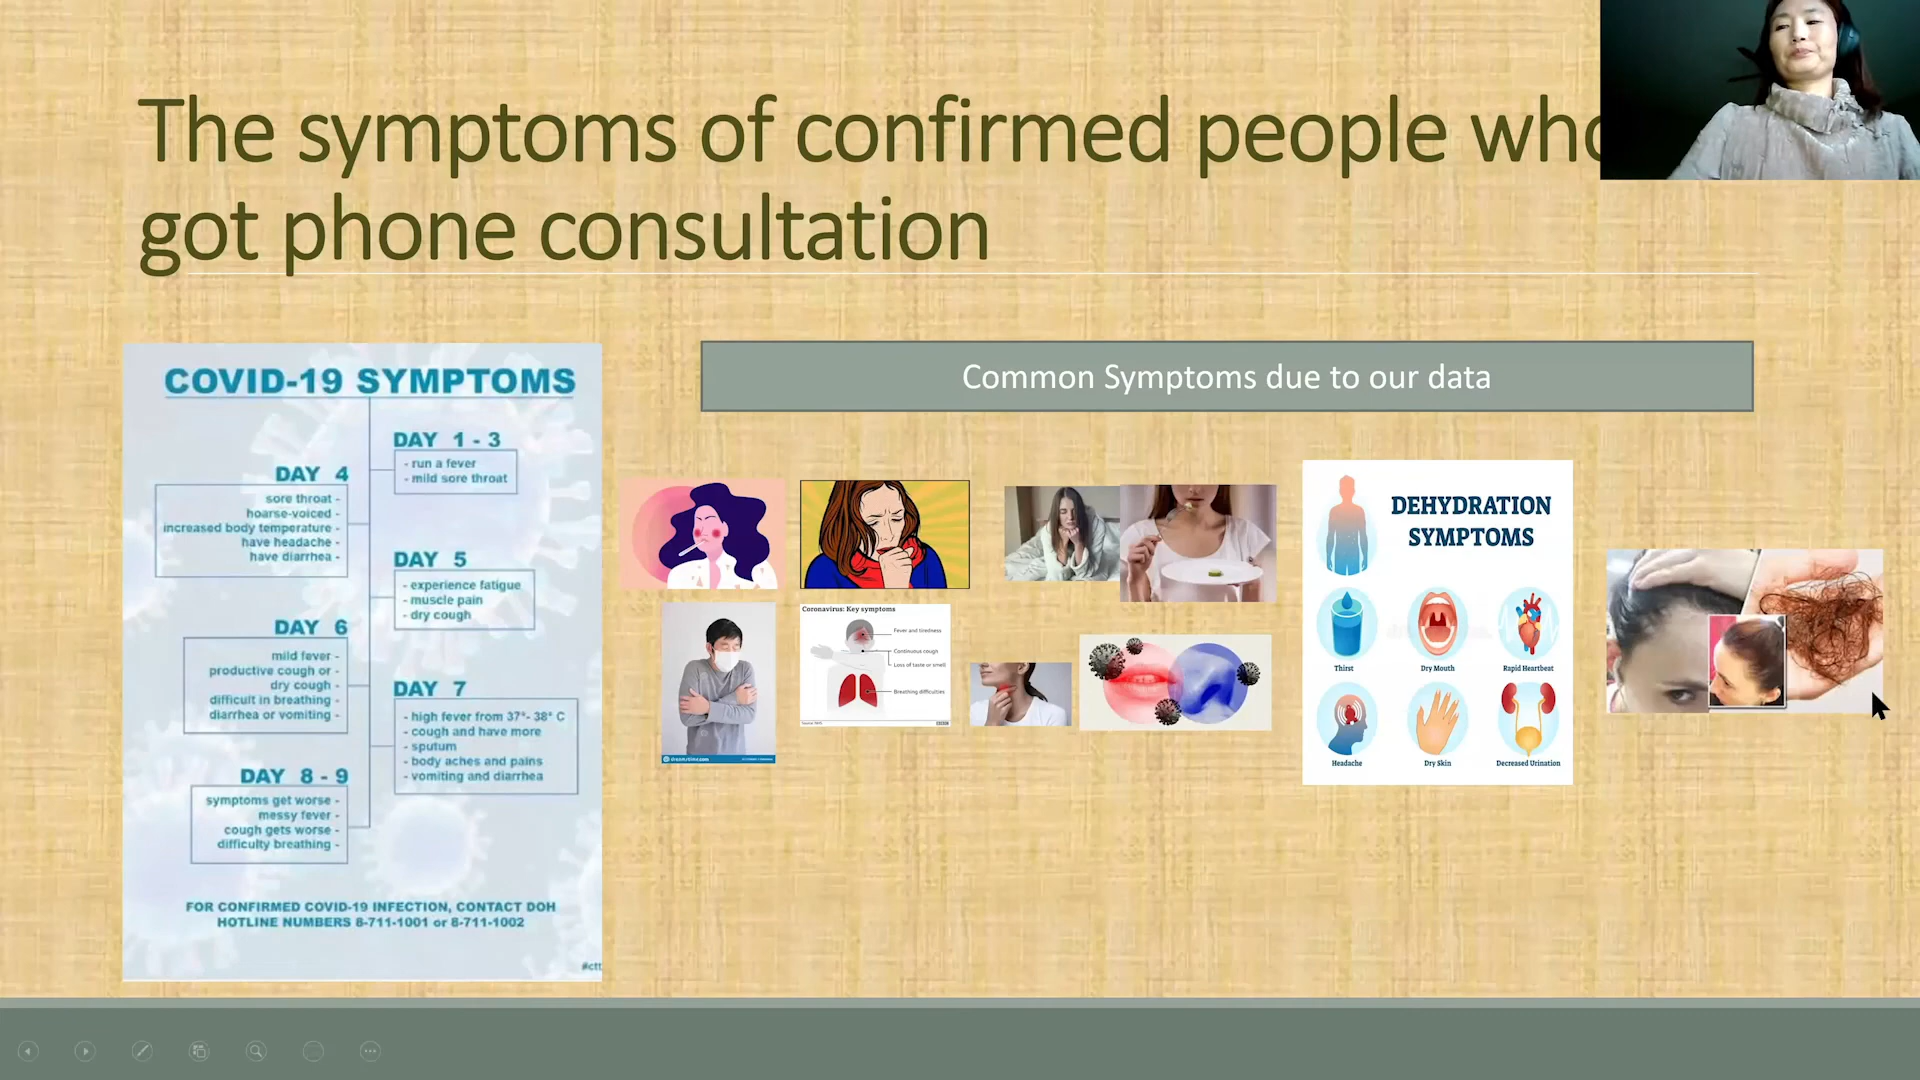 The symptoms of confirmed people who
got phone consultation
COVID-19 SYMPTOMS
DAY 1 - 3
- run a fever
- mild sore throat
DAY 4
sore throat -
hoarse-voiced -
increased body temperature -
have headache -
have diarrhea -
DAY 5
- experience fatigue
- muscle pain
- dry cough
DAY 6
mild fever -
productive cough or -
dry cough -
difficult in breathing -
diarrhea or vomiting -
DAY 7
- high fever from 37°- 38° C
- cough and have more
- sputum
- body aches and pains
- vomiting and diarrhea
DAY 8 - 9
symptoms get worse -
messy fever -
cough gets worse -
difficulty breathing -
FOR CONFIRMED COVID-19 INFECTION, CONTACT DOH
HOTLINE NUMBERS 8-711-1001 or 8-711-1002
#ctt
Common Symptoms due to our data
dreamstime.com
Coronavirus: Key symptoms
Fever and tiredness
Continuous cough
Loss of taste or smell
Breathing difficulties
BBC
DEHYDRATION
SYMPTOMS
Thirst
Dry Mouth
Rapid Heartbeat
Headache
Dry Skin
Decreased Urination